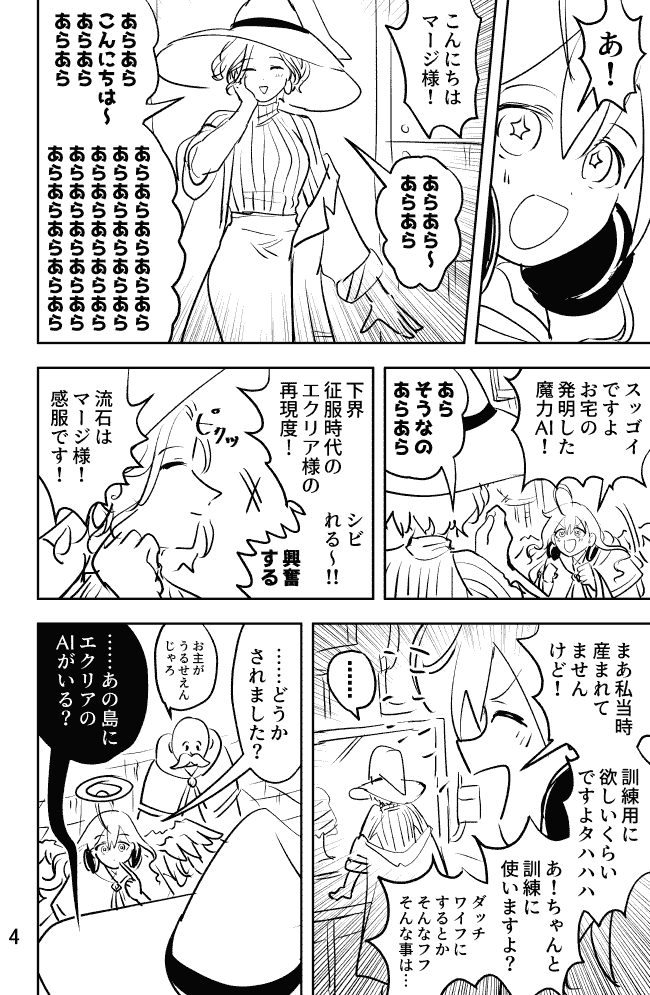 あ！
こんにちは
マージ様！
あらあら〜
あらあら
あらあら
こんにちは〜
あらあら
あらあら
あらあらあらあらあらあら
あらあらあらあらあらあら
あらあらあらあらあらあら
あらあらあらあらあらあら
あらあらあらあらあらあら
スッゴイ
ですよ
お宅の
発明した
魔力AI！
あら
そうなの
あらあら
下界
征服時代の
エクリア様の
再現度！
シビ
れる〜!!
興奮
する
ピクッ
流石は
マージ様！
感服です！
まあ私当時
産まれて
ません
けど！
訓練用に
欲しいくらい
ですよタハハハ
あ！ちゃんと
訓練に
使いますよ？
ダッチ
ワイフに
するとか
そんなフフ
そんな事は…
……
……どうか
されました？
お主が
うるせえん
じゃろ
……あの島に
エクリアの
AIがいる？
4